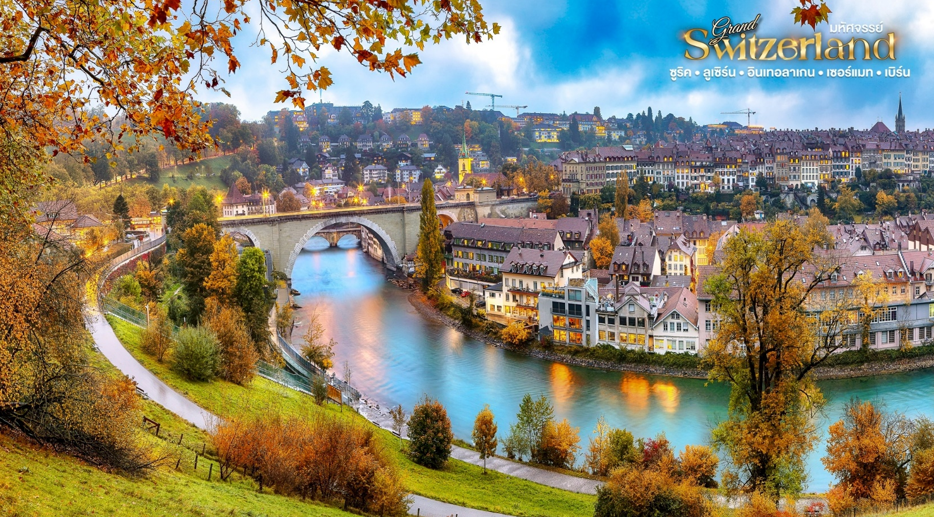 มหัศจรรย์
Grand
Switzerland
ซูริค • ลูเซิร์น • อินเทอลาเกน • เซอร์แมท • เบิร์น